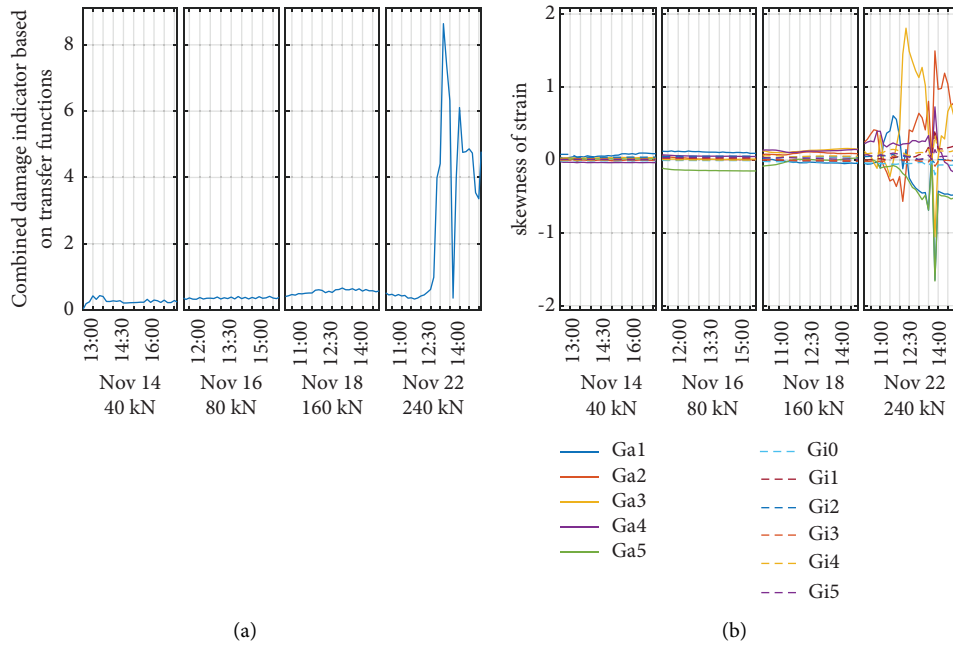 Combined damage indicator based
on transfer functions
8
6
4
2
0
13:00
14:30
16:00
12:00
13:30
15:00
11:00
12:30
14:00
11:00
12:30
14:00
Nov 14
Nov 16
Nov 18
Nov 22
40 kN
80 kN
160 kN
240 kN
(a)
skewness of strain
2
1
0
-1
-2
13:00
14:30
16:00
12:00
13:30
15:00
11:00
12:30
14:00
11:00
12:30
14:00
Nov 14
Nov 16
Nov 18
Nov 22
40 kN
80 kN
160 kN
240 kN
Ga1
Ga2
Ga3
Ga4
Ga5
Gi0
Gi1
Gi2
Gi3
Gi4
Gi5
(b)